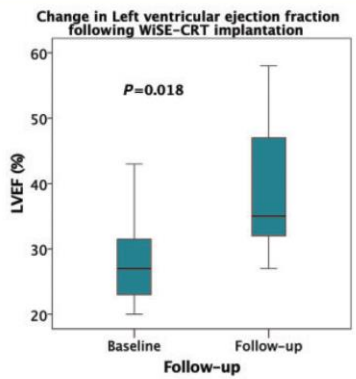 Change in Left ventricular ejection fraction
following WiSE-CRT implantation
P=0.018
LVEF (%)
60
50
40
30
20
Baseline
Follow-up
Follow-up